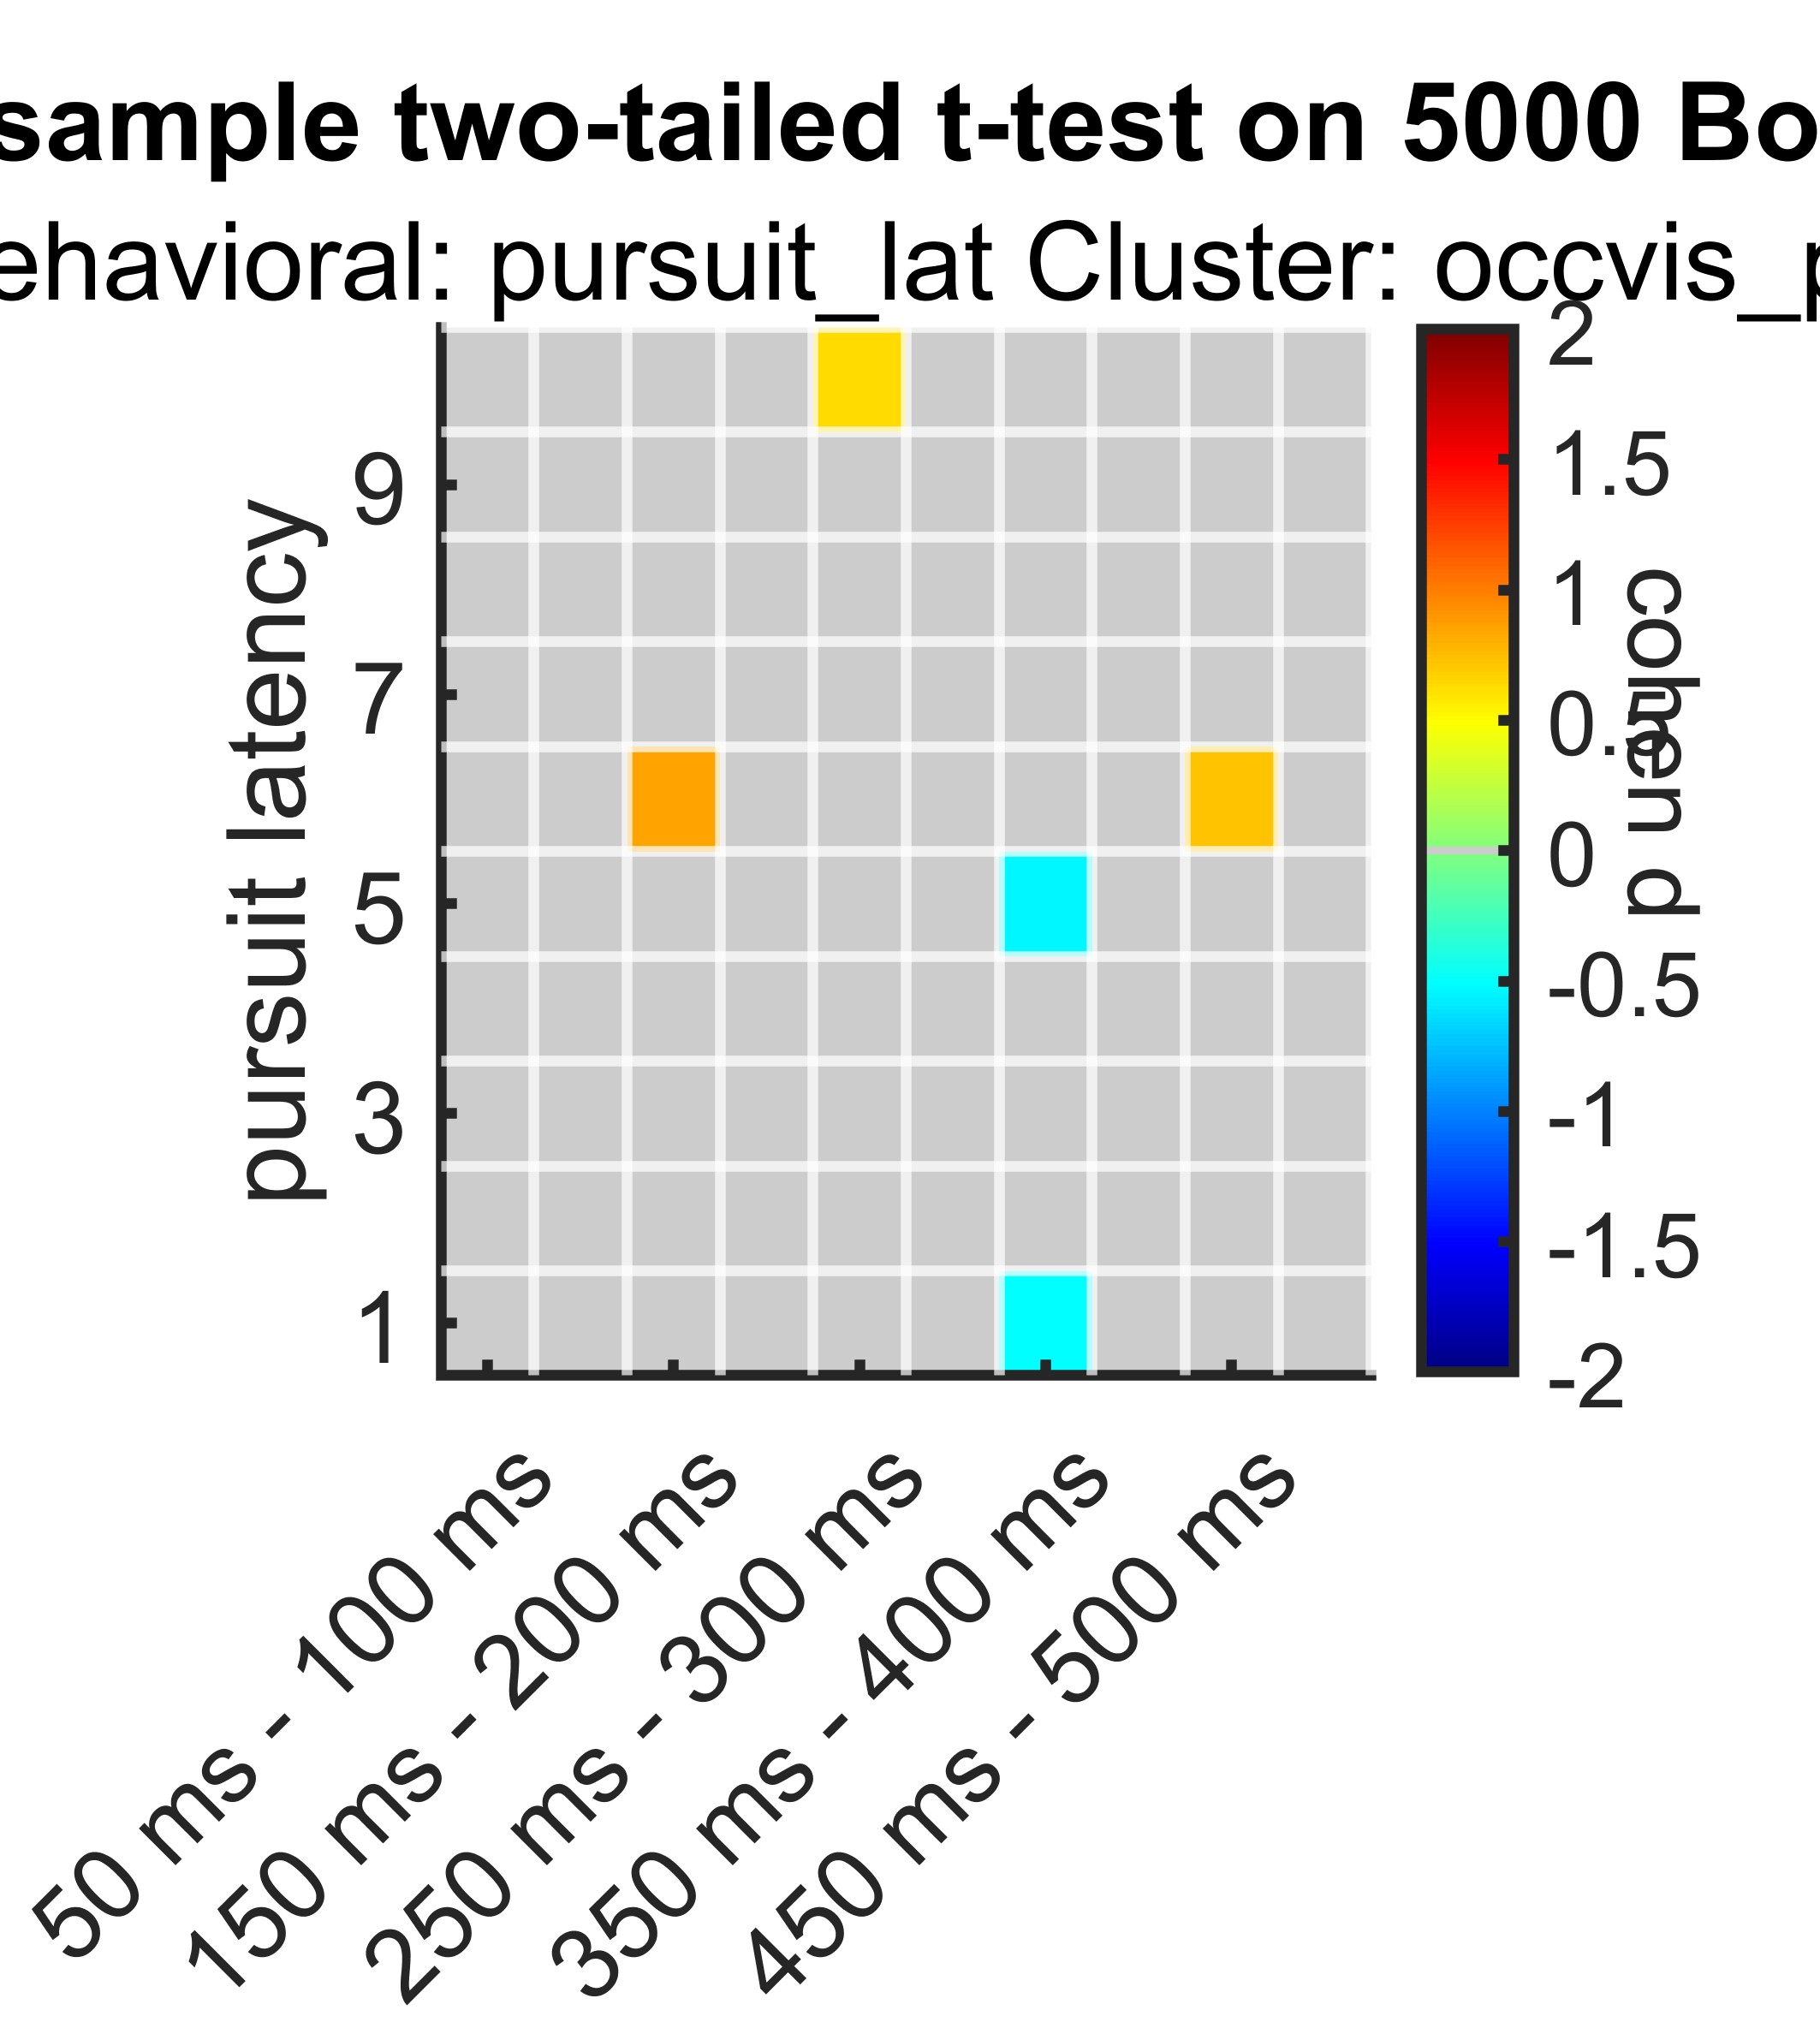 sample two-tailed t-test on 5000 Bo
ehavioral: pursuit_lat Cluster: occvis_p
pursuit latency
9
7
5
3
1
50 ms - 100 ms
150 ms - 200 ms
250 ms - 300 ms
350 ms - 400 ms
450 ms - 500 ms
2
1.5
1
0.5
0
-0.5
-1
-1.5
-2
cohen d